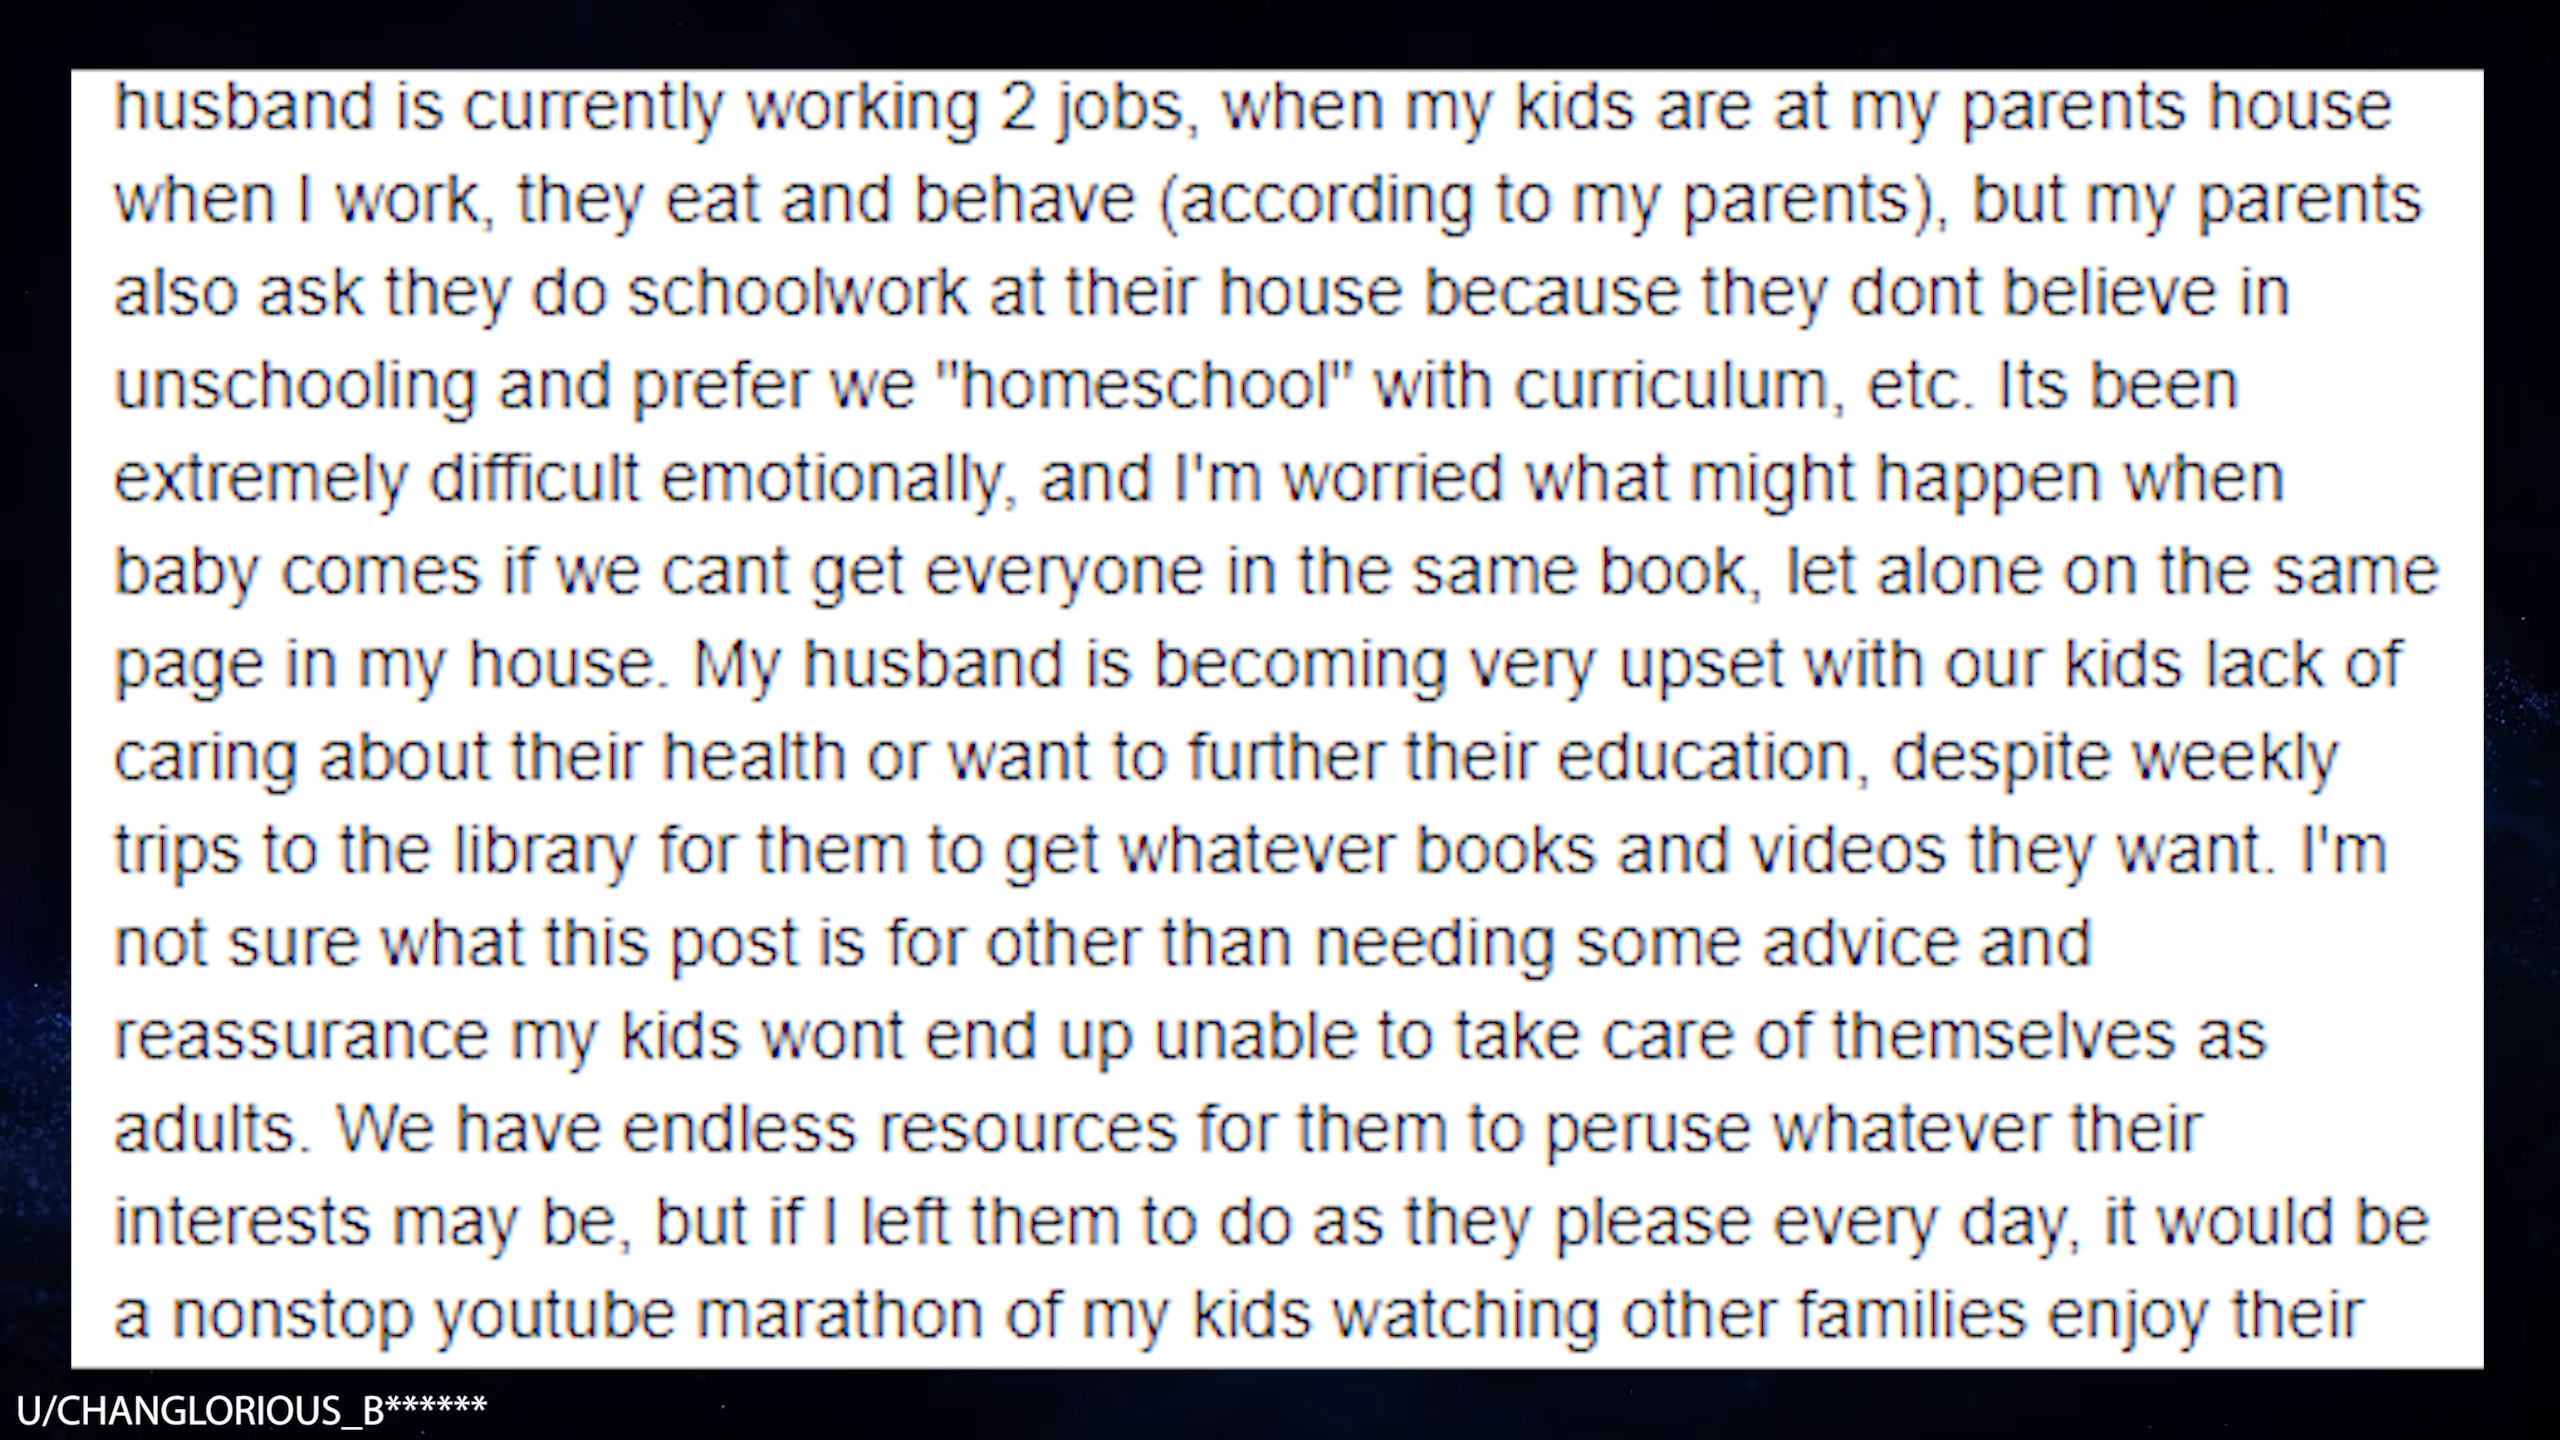 husband is currently working 2 jobs, when my kids are at my parents house
when I work, they eat and behave (according to my parents), but my parents
also ask they do schoolwork at their house because they dont believe in
unschooling and prefer we "homeschool" with curriculum, etc. Its been
extremely difficult emotionally, and I'm worried what might happen when
baby comes if we cant get everyone in the same book, let alone on the same
page in my house. My husband is becoming very upset with our kids lack of
caring about their health or want to further their education, despite weekly
trips to the library for them to get whatever books and videos they want. I'm
not sure what this post is for other than needing some advice and
reassurance my kids wont end up unable to take care of themselves as
adults. We have endless resources for them to peruse whatever their
interests may be, but if I left them to do as they please every day, it would be
a nonstop youtube marathon of my kids watching other families enjoy their
U/CHANGLORIOUS_B******